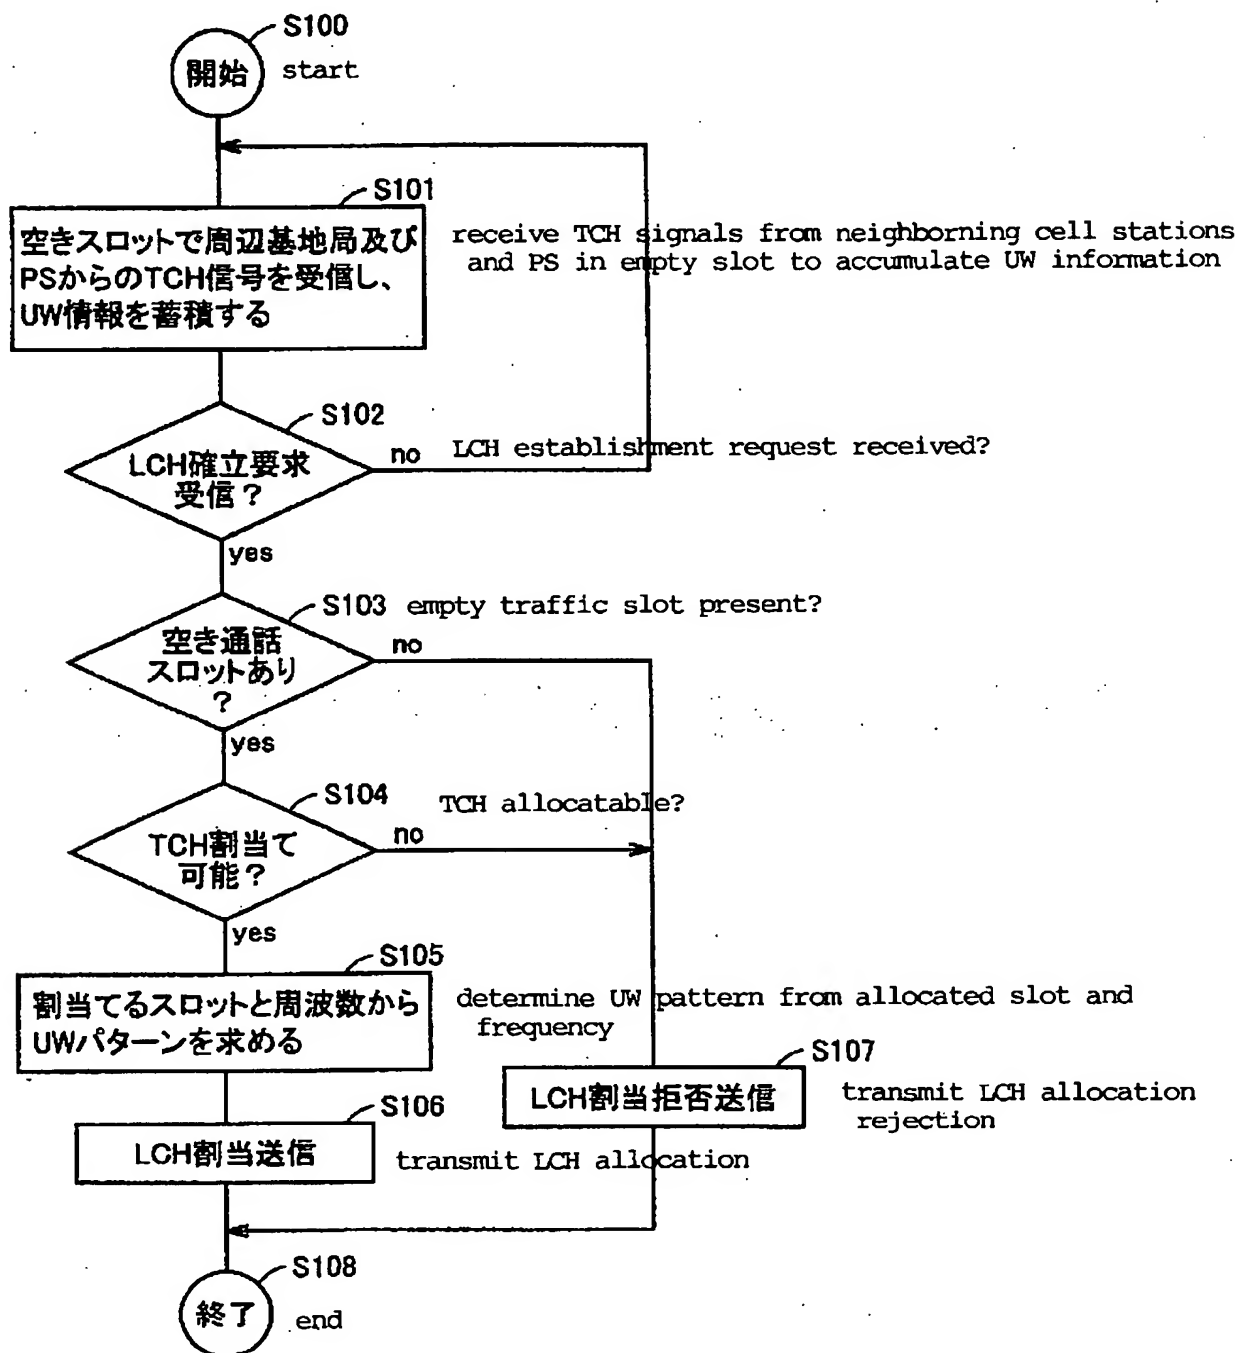 S100
開始 start
S101
空きスロットで周辺基地局及び
PSからのTCH信号を受信し、
UW情報を蓄積する
receive TCH signals from neighborning cell stations
and PS in empty slot to accumulate UW information
S102
LCH確立要求
受信？
no
LCH establishment request received?
yes
S103 empty traffic slot present?
空き通話
スロットあり
？
no
yes
S104
TCH allocatable?
TCH割当て
可能？
no
yes
S105
割当てるスロットと周波数から
UWパターンを求める
determine UW pattern from allocated slot and
frequency
S107
LCH割当拒否送信
transmit LCH allocation
rejection
S106
LCH割当送信
transmit LCH allocation
S108
終了 end